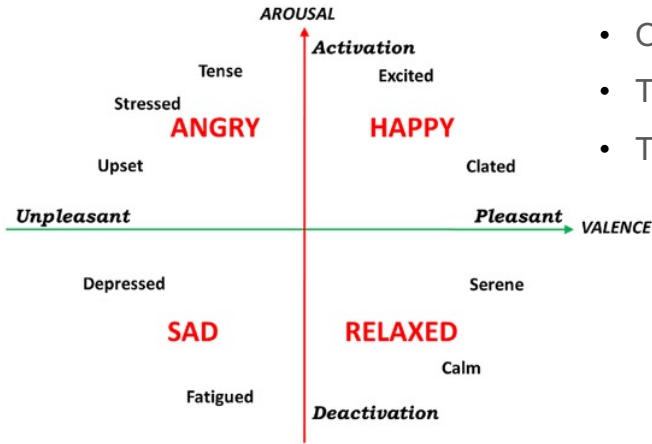 AROUSAL
Activation
Tense
Excited
Stressed
ANGRY
HAPPY
Upset
Clated
Unpleasant
Pleasant
VALENCE
Depressed
Serene
SAD
RELAXED
Calm
Fatigued
Deactivation
• C
• T
• T